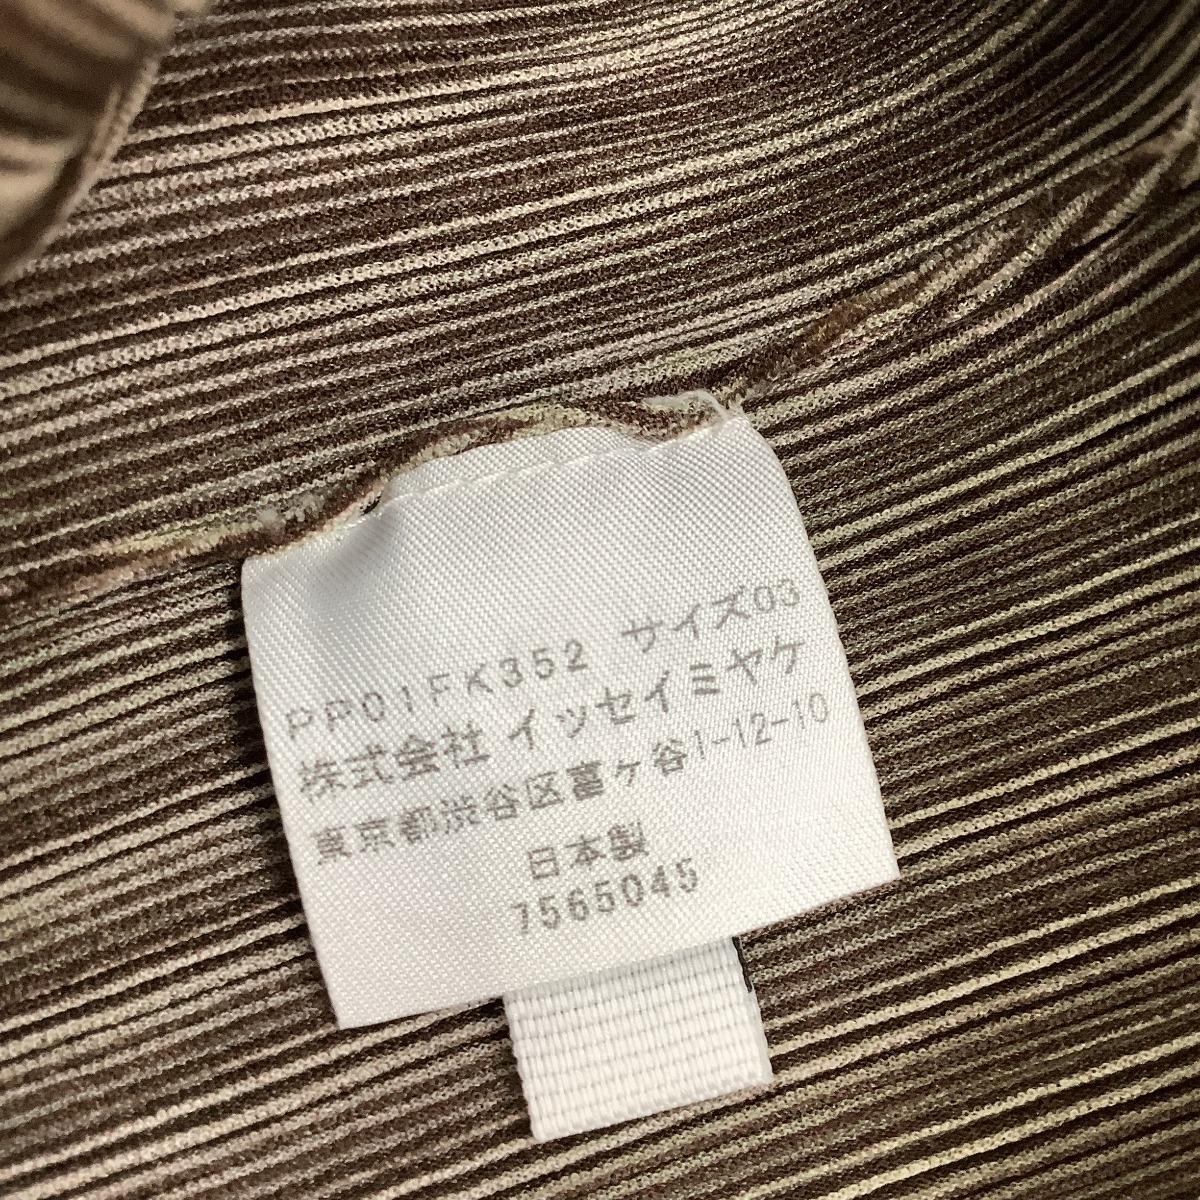 PP01FK352 サイズ03
株式会社 イッセイミヤケ
東京都渋谷区富ヶ谷1-12-10
日本製
7565045